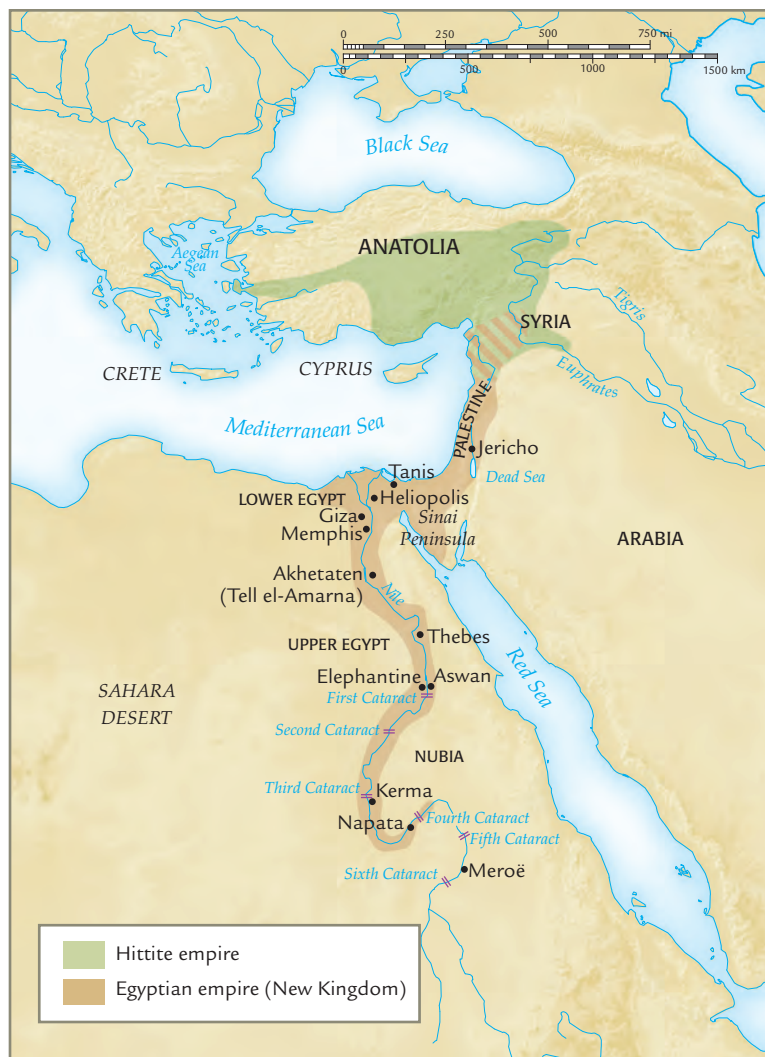 0 250 500 750 mi
0 500 1000 1500 km
Black Sea
ANATOLIA
Aegean
Sea
SYRIA
Tigris
Euphrates
CRETE
CYPRUS
Mediterranean Sea
PALESTINE
Jericho
Dead Sea
Tanis
LOWER EGYPT
Heliopolis
Giza
Memphis
Sinai
Peninsula
ARABIA
Akhetaten
(Tell el-Amarna)
Nile
Thebes
UPPER EGYPT
Red Sea
Elephantine
Aswan
First Cataract
SAHARA
DESERT
Second Cataract
NUBIA
Third Cataract
Kerma
Napata
Fourth Cataract
Fifth Cataract
Sixth Cataract
Meroë
Hittite empire
Egyptian empire (New Kingdom)